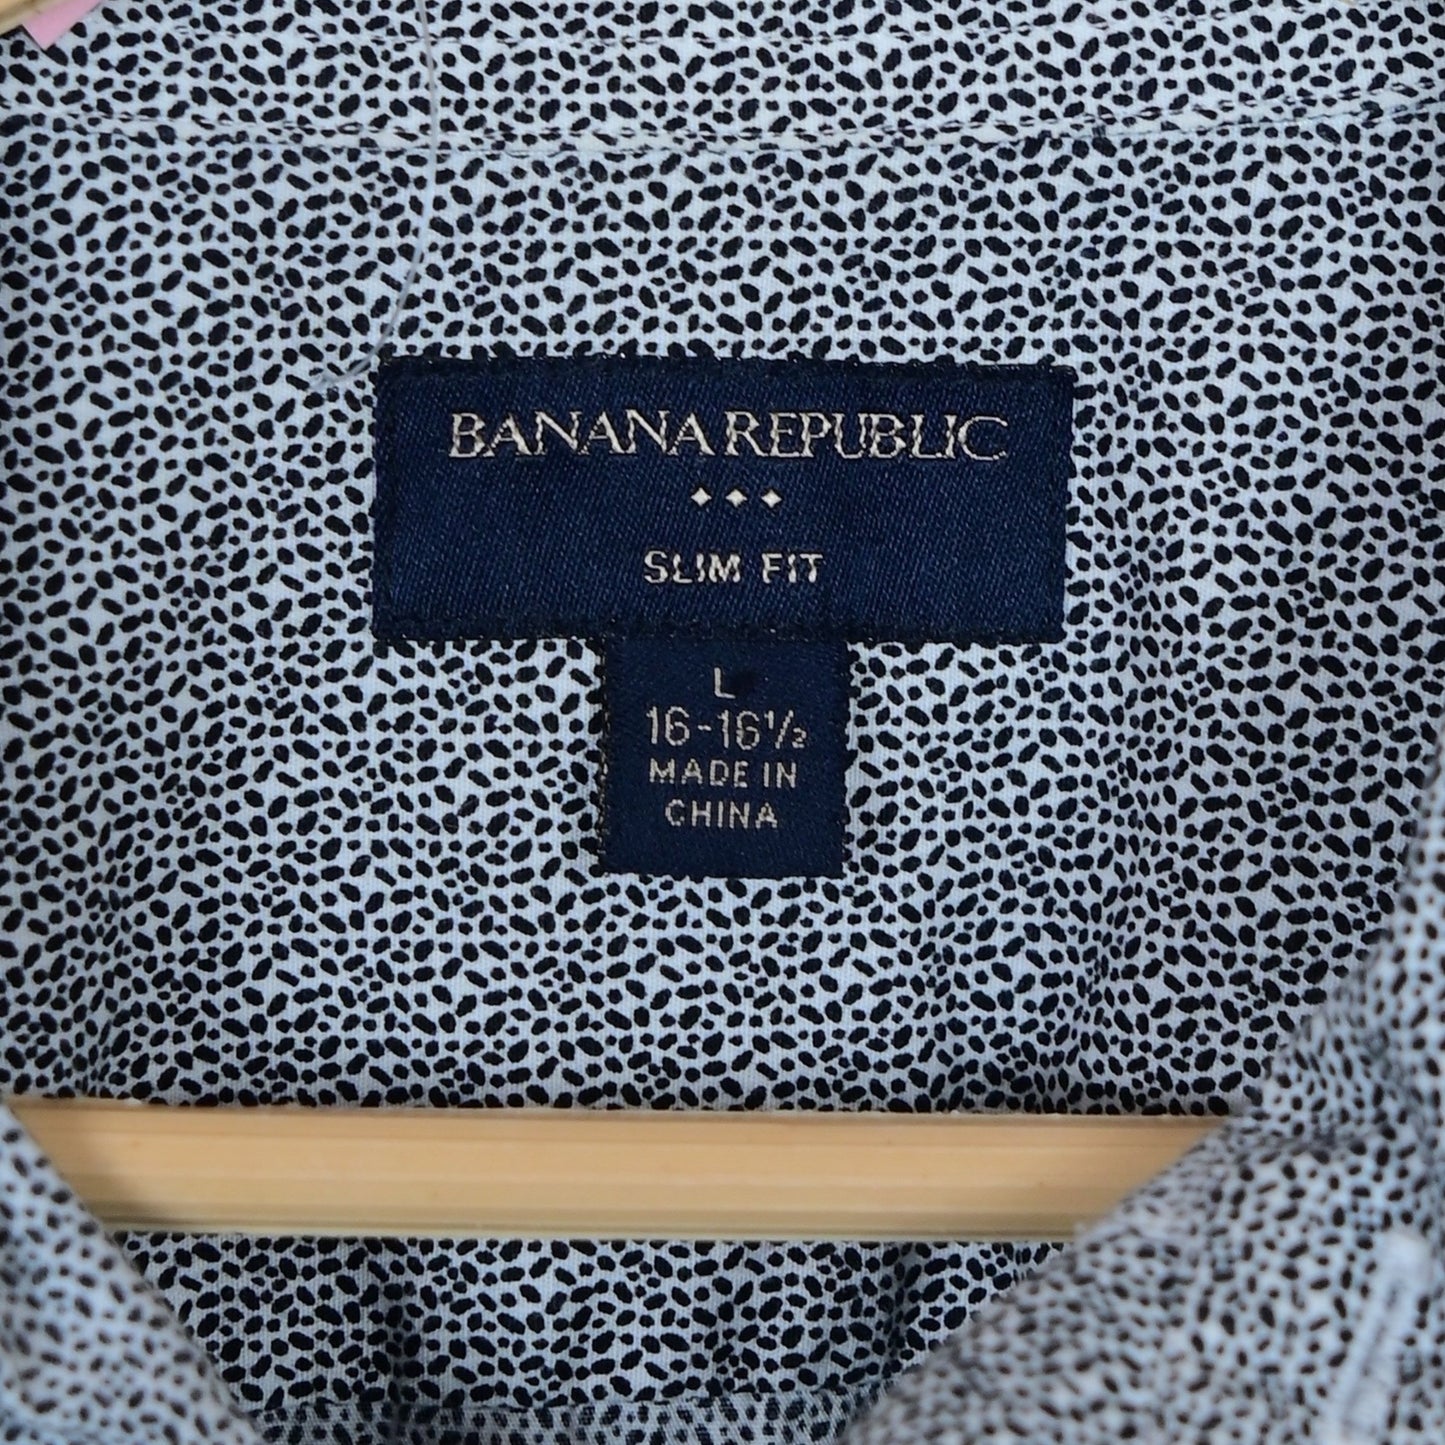 BANANA REPUBLIC
SLIM FIT
L
16-16½
MADE IN
CHINA